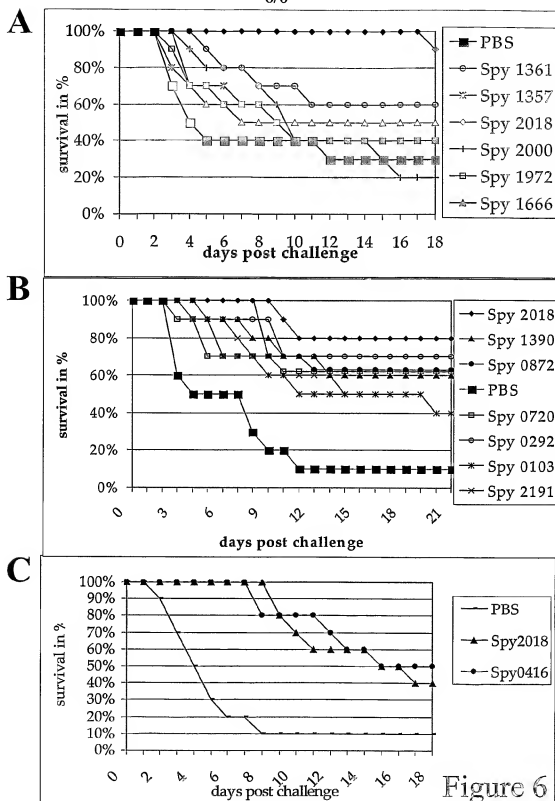 A
100%
80%
60%
40%
20%
0%
survival in %
0 2 4 6 8 10 12 14 16 18
days post challenge
PBS
Spy 1361
Spy 1357
Spy 2018
Spy 2000
Spy 1972
Spy 1666
B
100%
80%
60%
40%
20%
0%
survival in %
0 3 6 7 9 10 12 14 15 18 21
days post challenge
Spy 2018
Spy 1390
Spy 0872
PBS
Spy 0720
Spy 0292
Spy 0103
Spy 2191
C
100%
90%
80%
70%
60%
50%
40%
30%
20%
10%
0%
survival in %
0 2 4 6 8 10 12 14 16 18
days post challenge
PBS
Spy2018
Spy0416
Figure 6